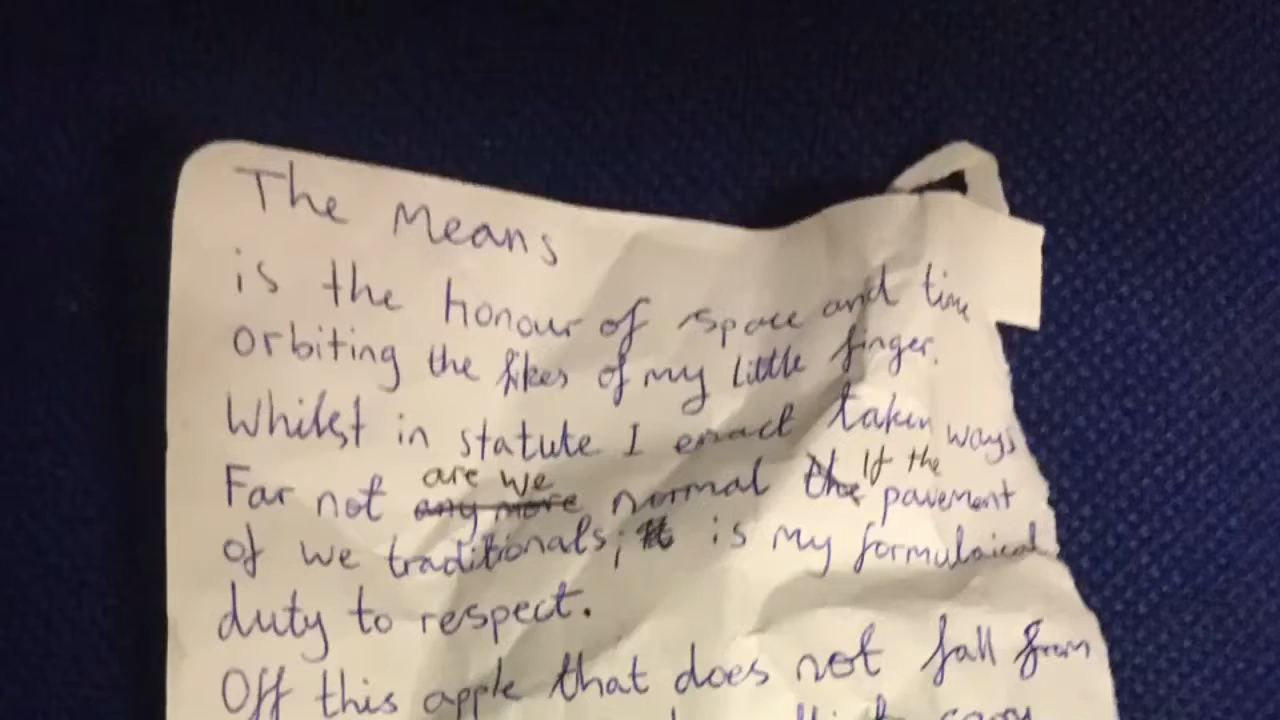 The Means
is the honour of space and time
orbiting the likes of my little finger.
Whilst in statute I enact taken ways
are we If the
Far not any more normal the pavement
of we traditionals; is my formulaical
duty to respect.
Off this apple that does not fall from